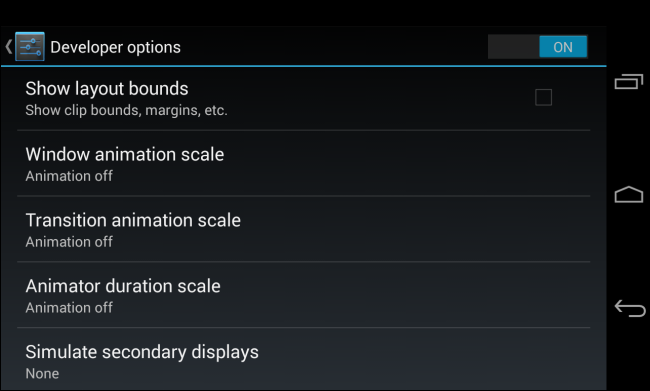 Developer options
ON
Show layout bounds
Show clip bounds, margins, etc.
Window animation scale
Animation off
Transition animation scale
Animation off
Animator duration scale
Animation off
Simulate secondary displays
None